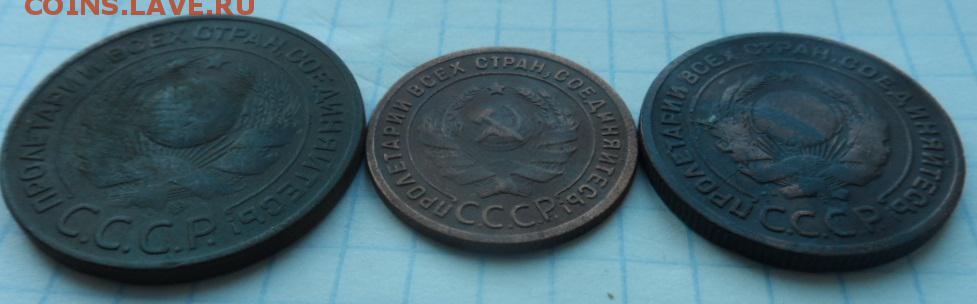 COINS.LAVE.RU
ПРОЛЕТАРИИ ВСЕХ СТРАН, СОЕДИНЯЙТЕСЬ!
С.С.С.Р.
ПРОЛЕТАРИИ ВСЕХ СТРАН, СОЕДИНЯЙТЕСЬ!
С.С.С.Р.
ПРОЛЕТАРИИ ВСЕХ СТРАН, СОЕДИНЯЙТЕСЬ
С.С.С.Р.